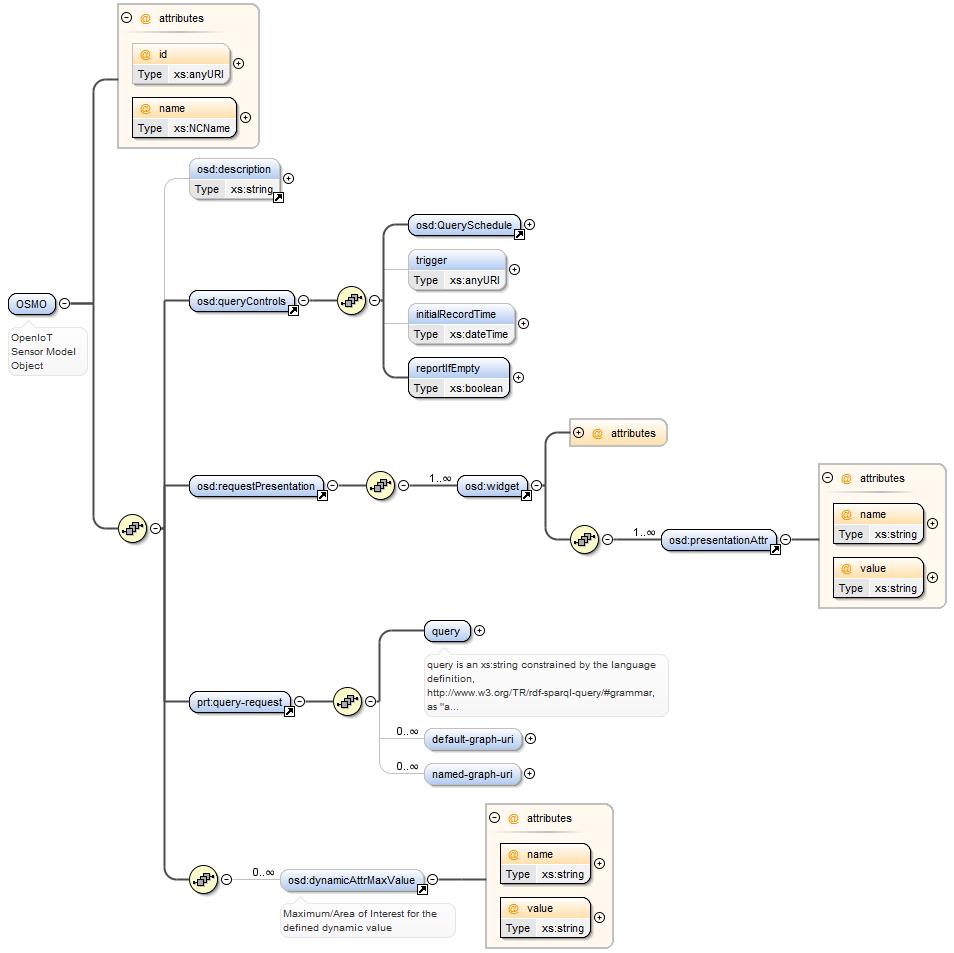 @ attributes
@ id
Type xs:anyURI
@ name
Type xs:NCName
osd:description
Type xs:string
osd:QuerySchedule
trigger
Type xs:anyURI
OSMO
osd:queryControls
initialRecordTime
Type xs:dateTime
OpenIoT
Sensor Model
Object
reportIfEmpty
Type xs:boolean
@ attributes
osd:requestPresentation
1..∞
osd:widget
@ attributes
@ name
Type xs:string
1..∞
osd:presentationAttr
@ value
Type xs:string
query
query is an xs:string constrained by the language
definition,
http://www.w3.org/TR/rdf-sparql-query/#grammar,
as "a...
prt:query-request
0..∞
default-graph-uri
0..∞
named-graph-uri
@ attributes
@ name
Type xs:string
0..∞
osd:dynamicAttrMaxValue
Maximum/Area of Interest for the
defined dynamic value
@ value
Type xs:string